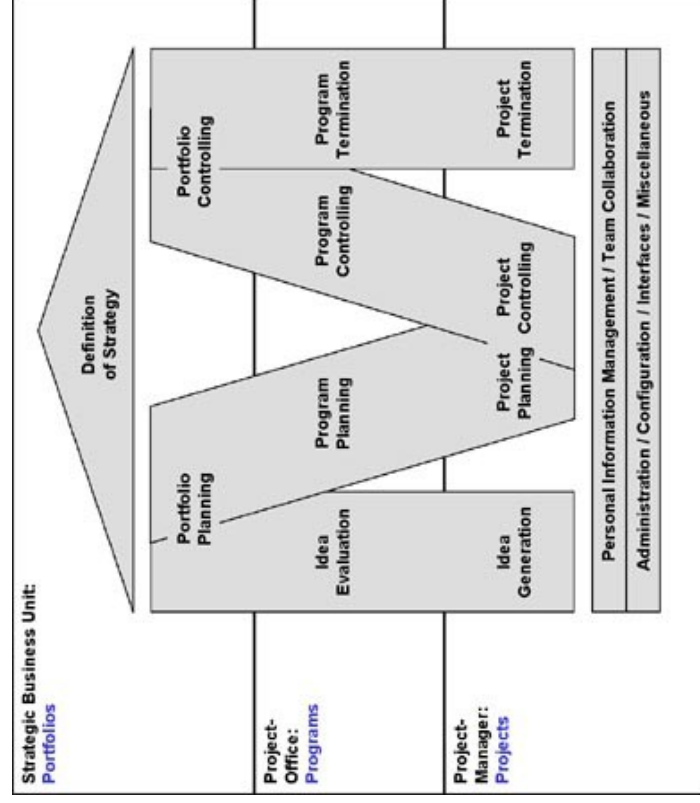 Strategic Business Unit:
Portfolios
Definition
of Strategy
Portfolio
Planning
Portfolio
Controlling
Project-
Office:
Programs
Idea
Evaluation
Program
Planning
Program
Controlling
Program
Termination
Project-
Manager:
Projects
Idea
Generation
Project
Planning
Project
Controlling
Project
Termination
Personal Information Management / Team Collaboration
Administration / Configuration / Interfaces / Miscellaneous